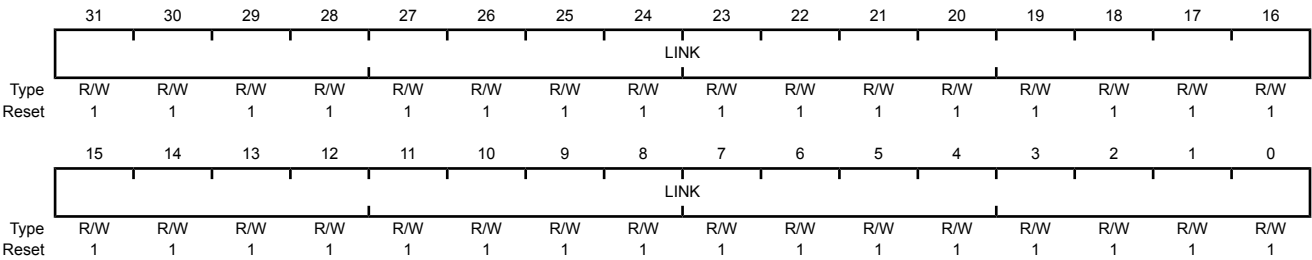 31 30 29 28 27 26 25 24 23 22 21 20 19 18 17 16
LINK
Type R/W R/W R/W R/W R/W R/W R/W R/W R/W R/W R/W R/W R/W R/W R/W R/W
Reset 1 1 1 1 1 1 1 1 1 1 1 1 1 1 1 1
15 14 13 12 11 10 9 8 7 6 5 4 3 2 1 0
LINK
Type R/W R/W R/W R/W R/W R/W R/W R/W R/W R/W R/W R/W R/W R/W R/W R/W
Reset 1 1 1 1 1 1 1 1 1 1 1 1 1 1 1 1